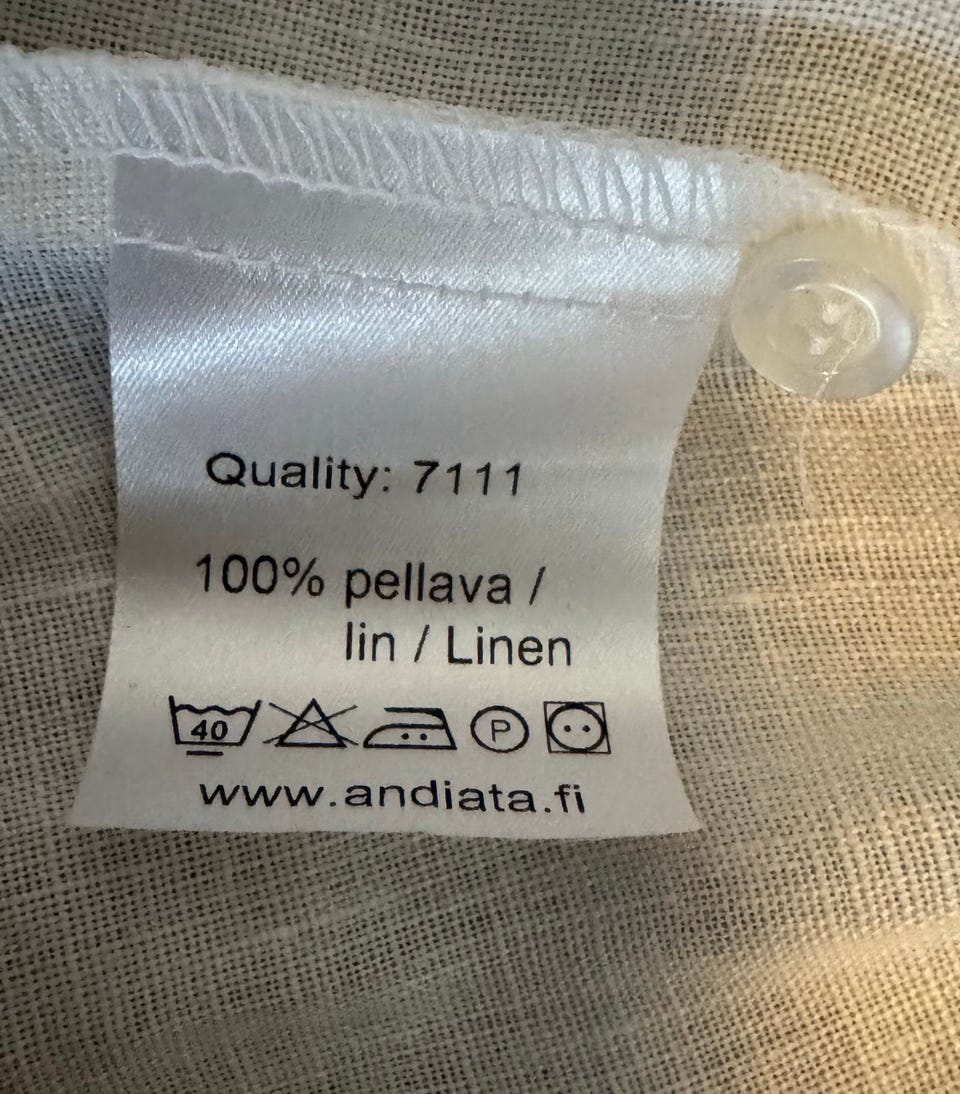 Quality: 7111
100% pellava /
lin / Linen
40 P
www.andiata.fi